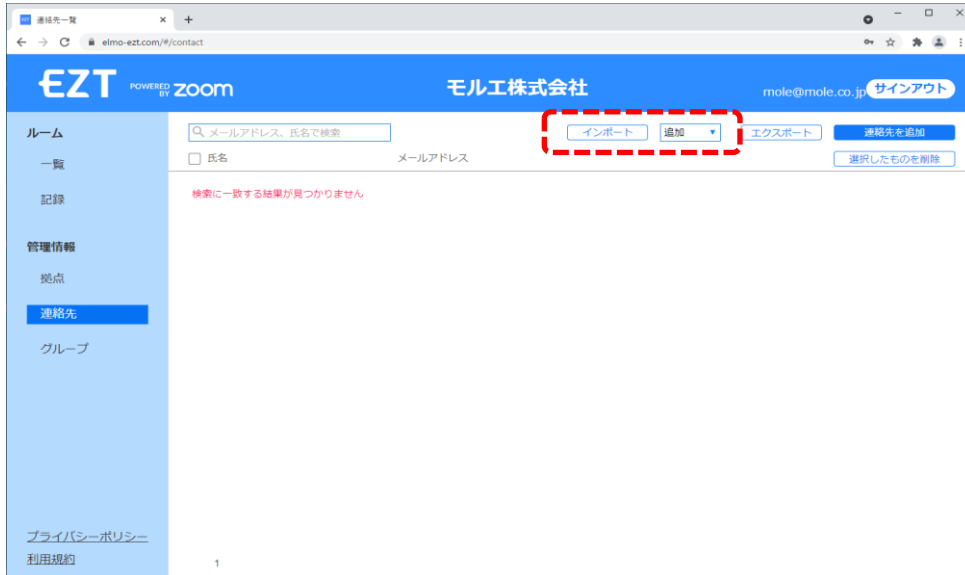 連絡先一覧
elmo-ezt.com/#/contact
EZT POWERED BY zoom モルエ株式会社 mole@mole.co.jp サインアウト
ルーム
一覧
記録
管理情報
拠点
連絡先
グループ
プライバシーポリシー
利用規約
メールアドレス、氏名で検索 インポート 追加 エクスポート 連絡先を追加
氏名 メールアドレス 選択したものを削除
検索に一致する結果が見つかりません
1